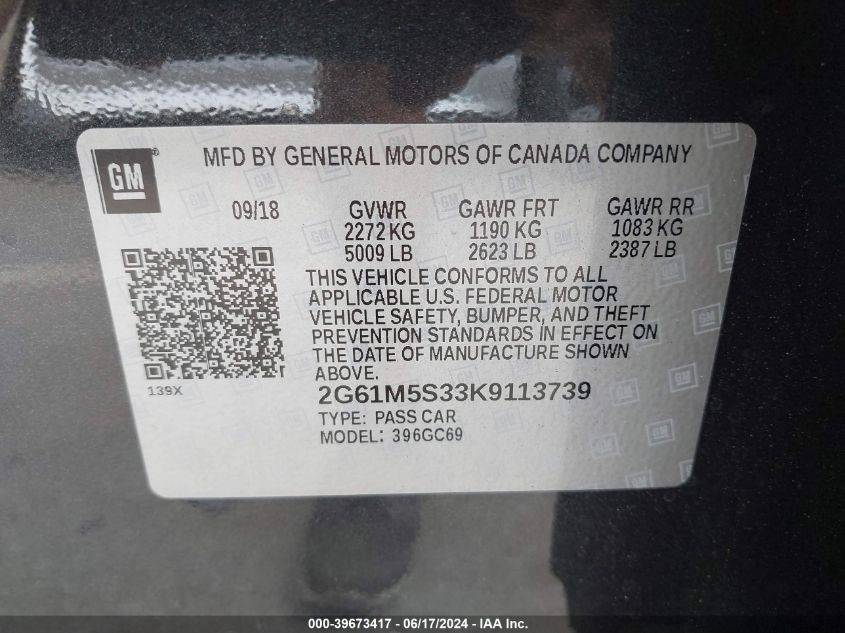 GM
MFD BY GENERAL MOTORS OF CANADA COMPANY
09/18 GVWR GAWR FRT GAWR RR
2272 KG 1190 KG 1083 KG
5009 LB 2623 LB 2387 LB
THIS VEHICLE CONFORMS TO ALL
APPLICABLE U.S. FEDERAL MOTOR
VEHICLE SAFETY, BUMPER, AND THEFT
PREVENTION STANDARDS IN EFFECT ON
THE DATE OF MANUFACTURE SHOWN
ABOVE.
139X
2G61M5S33K9113739
TYPE: PASS CAR
MODEL: 396GC69
000-39673417 - 06/17/2024 - IAA Inc.